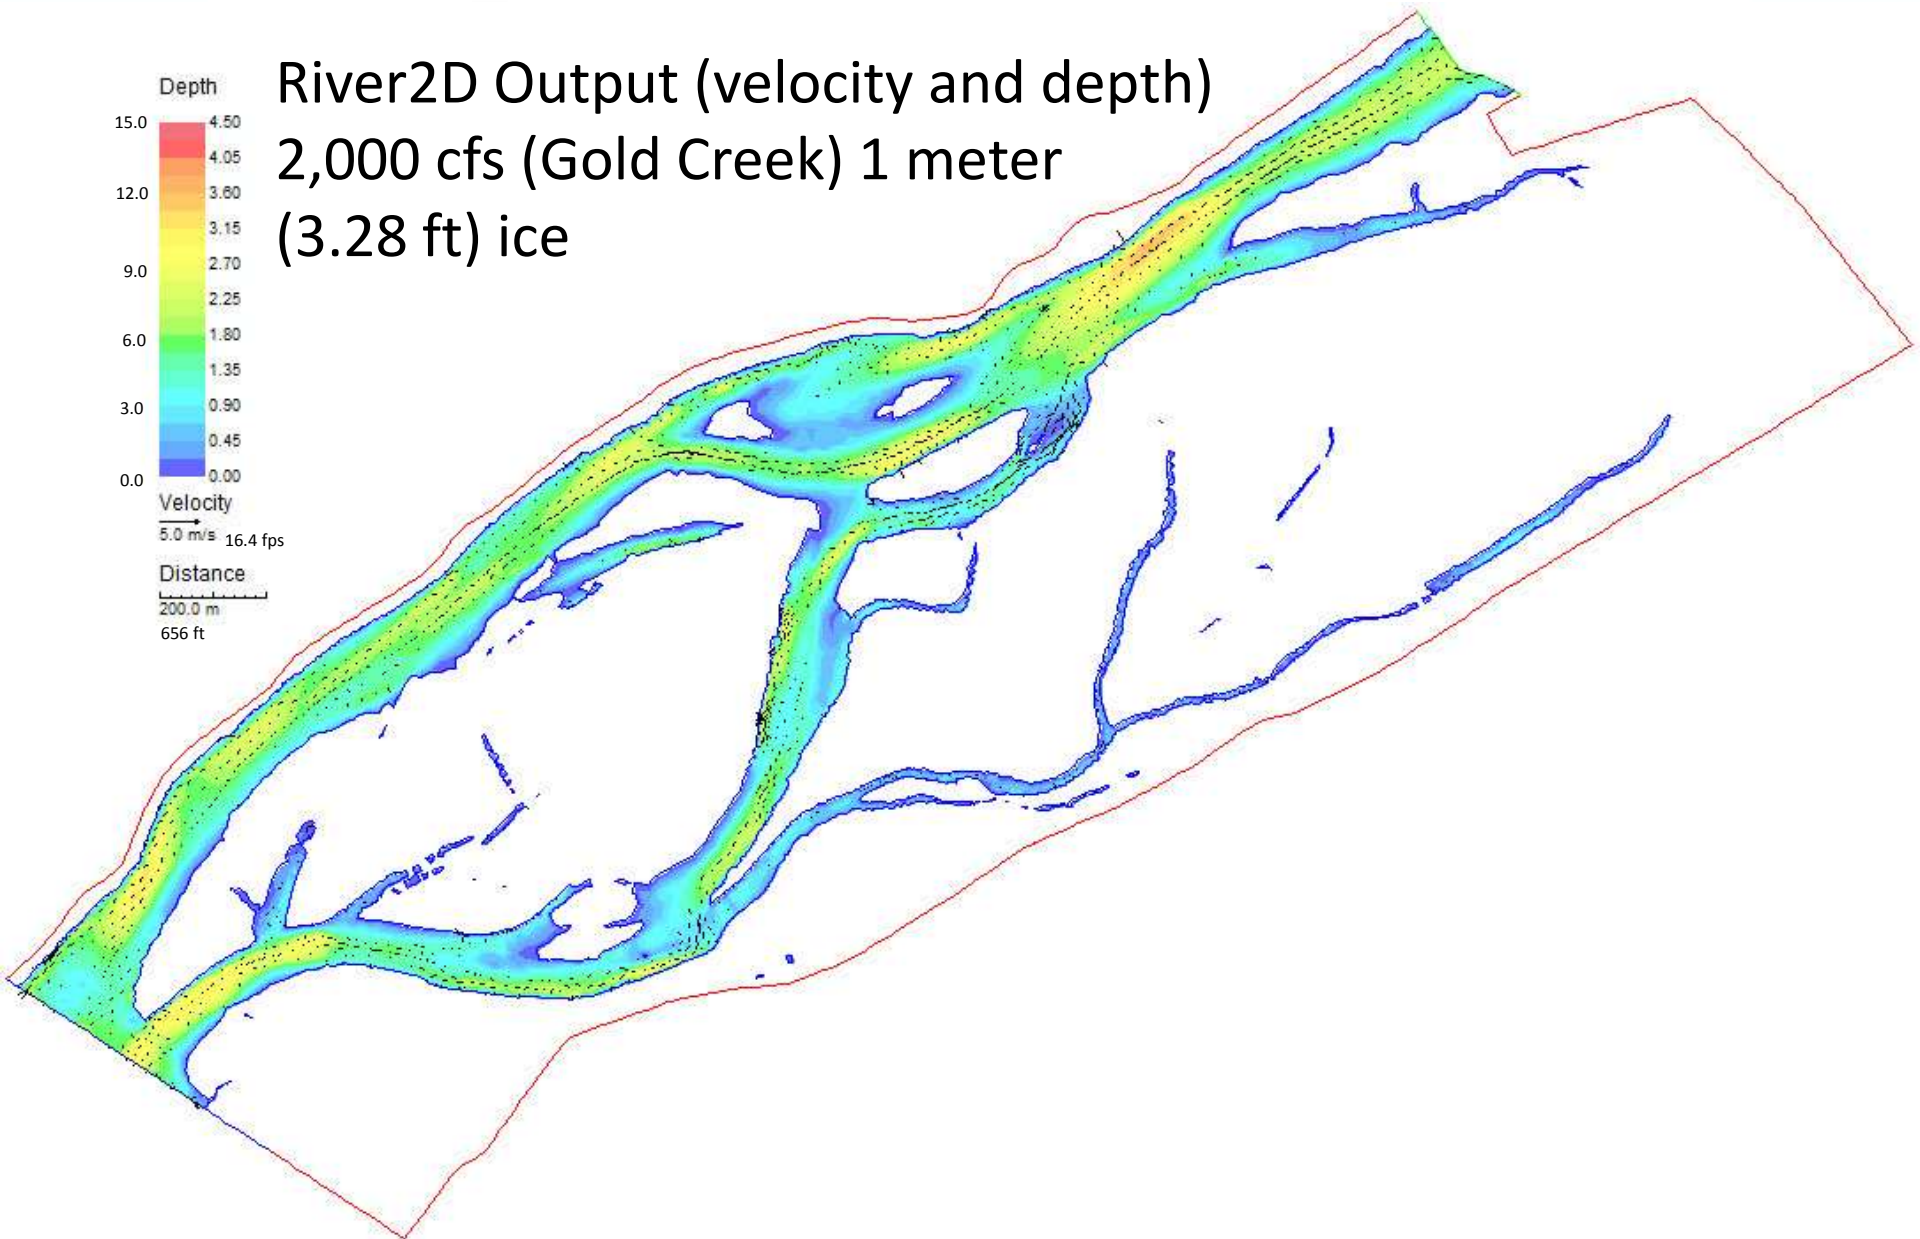 River2D Output (velocity and depth)
2,000 cfs (Gold Creek) 1 meter
(3.28 ft) ice
Depth
15.0 4.50
4.05
12.0 3.60
3.15
9.0 2.70
2.25
6.0 1.80
1.35
3.0 0.90
0.45
0.0 0.00
Velocity
5.0 m/s 16.4 fps
Distance
200.0 m
656 ft